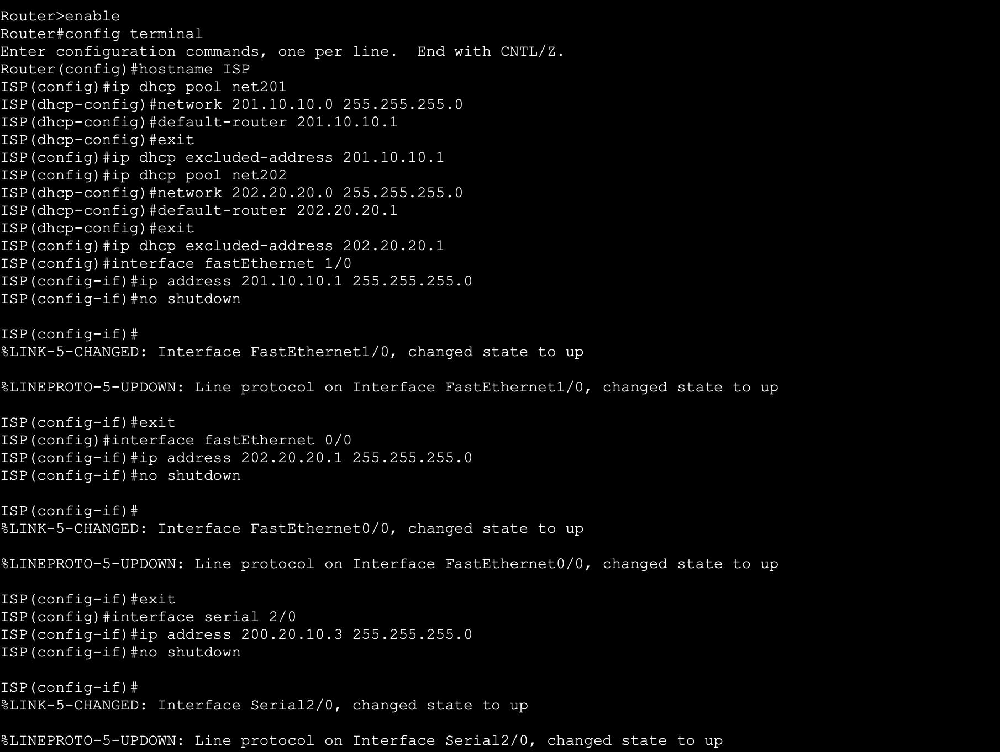 Router>enable
Router#config terminal
Enter configuration commands, one per line.  End with CNTL/Z.
Router(config)#hostname ISP
ISP(config)#ip dhcp pool net201
ISP(dhcp-config)#network 201.10.10.0 255.255.255.0
ISP(dhcp-config)#default-router 201.10.10.1
ISP(dhcp-config)#exit
ISP(config)#ip dhcp excluded-address 201.10.10.1
ISP(config)#ip dhcp pool net202
ISP(dhcp-config)#network 202.20.20.0 255.255.255.0
ISP(dhcp-config)#default-router 202.20.20.1
ISP(dhcp-config)#exit
ISP(config)#ip dhcp excluded-address 202.20.20.1
ISP(config)#interface fastEthernet 1/0
ISP(config-if)#ip address 201.10.10.1 255.255.255.0
ISP(config-if)#no shutdown

ISP(config-if)#
%LINK-5-CHANGED: Interface FastEthernet1/0, changed state to up

%LINEPROTO-5-UPDOWN: Line protocol on Interface FastEthernet1/0, changed state to up

ISP(config-if)#exit
ISP(config)#interface fastEthernet 0/0
ISP(config-if)#ip address 202.20.20.1 255.255.255.0
ISP(config-if)#no shutdown

ISP(config-if)#
%LINK-5-CHANGED: Interface FastEthernet0/0, changed state to up

%LINEPROTO-5-UPDOWN: Line protocol on Interface FastEthernet0/0, changed state to up

ISP(config-if)#exit
ISP(config)#interface serial 2/0
ISP(config-if)#ip address 200.20.10.3 255.255.255.0
ISP(config-if)#no shutdown

ISP(config-if)#
%LINK-5-CHANGED: Interface Serial2/0, changed state to up

%LINEPROTO-5-UPDOWN: Line protocol on Interface Serial2/0, changed state to up